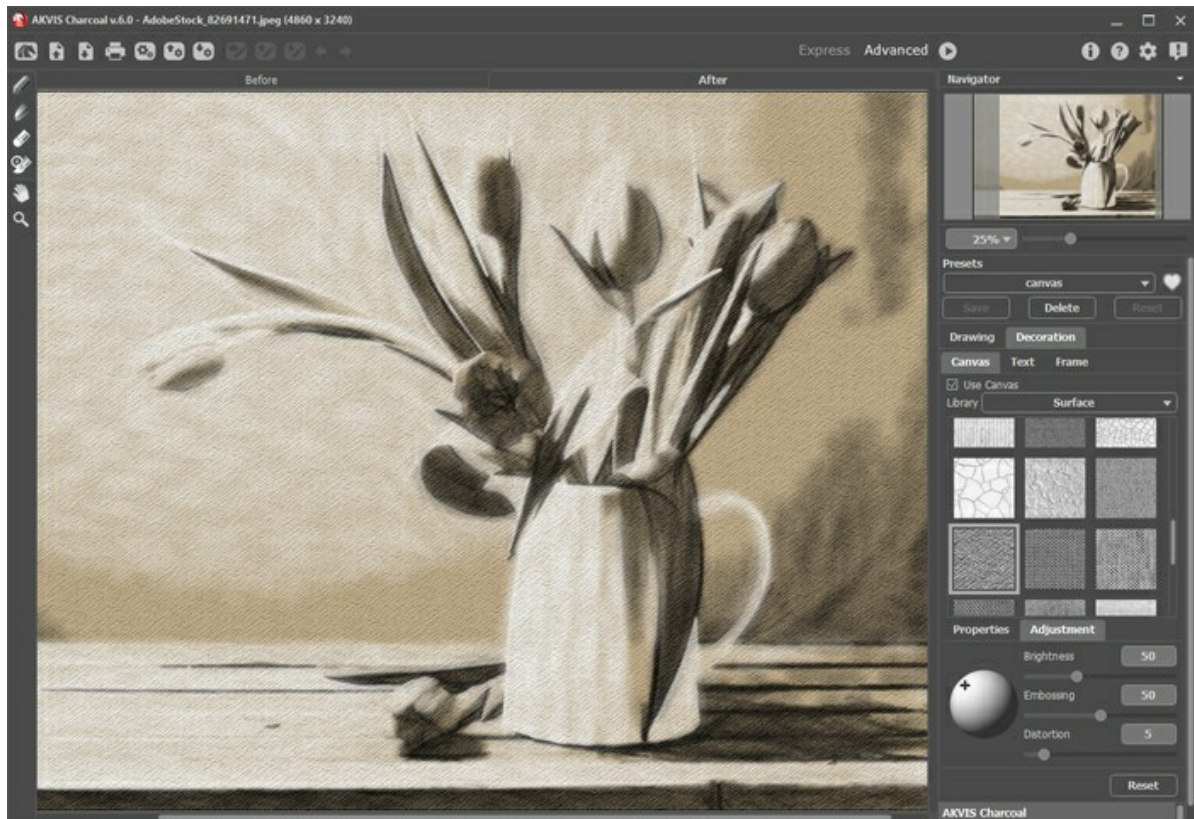 AKVIS Charcoal v.6.0 - AdobeStock_82691471.jpeg (4860 x 3240)
Express Advanced
Before
After
Navigator
25%
Presets
canvas
Save Delete Reset
Drawing Decoration
Canvas Text Frame
Use Canvas
Library Surface
Properties Adjustment
Brightness 50
Embossing 50
Distortion 5
Reset
AKVIS Charcoal